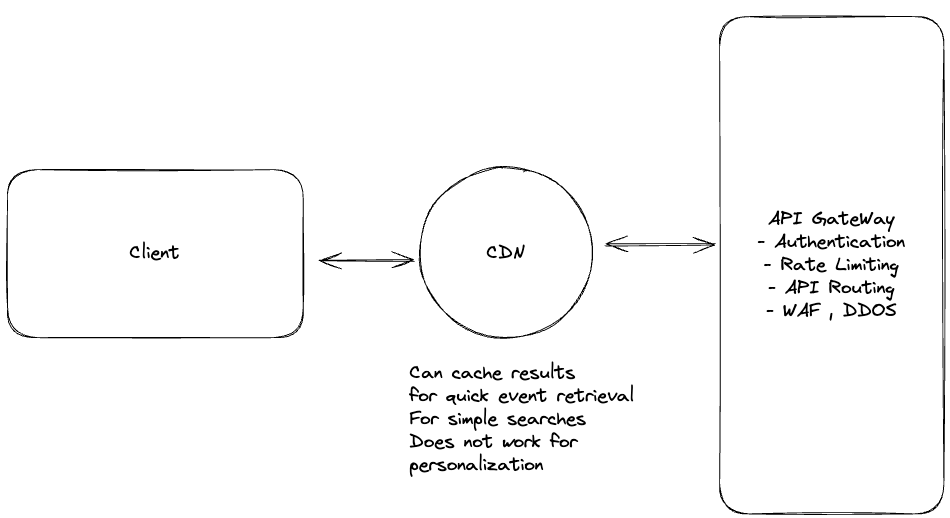 Client
CDN
Can cache results
for quick event retrieval
For simple searches
Does not work for
personalization
API GateWay
- Authentication
- Rate Limiting
- API Routing
- WAF , DDOS